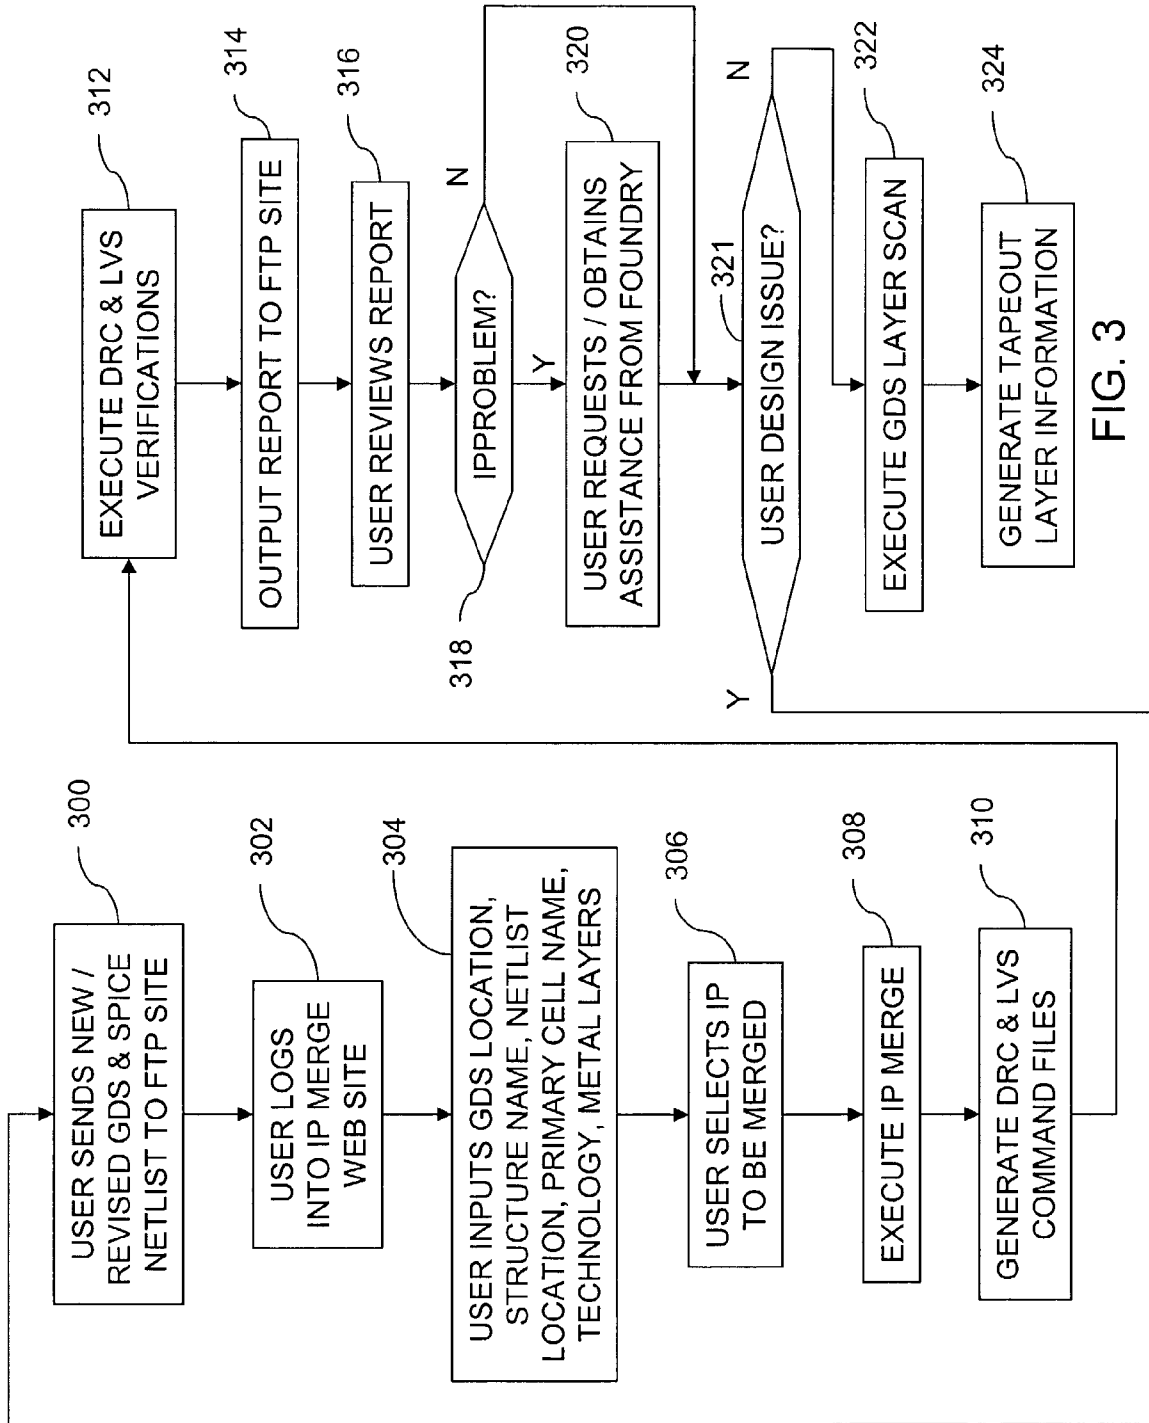 300
USER SENDS NEW /
REVISED GDS & SPICE
NETLIST TO FTP SITE
302
USER LOGS
INTO IP MERGE
WEB SITE
304
USER INPUTS GDS LOCATION,
STRUCTURE NAME, NETLIST
LOCATION, PRIMARY CELL NAME,
TECHNOLOGY, METAL LAYERS
306
USER SELECTS IP
TO BE MERGED
308
EXECUTE IP MERGE
310
GENERATE DRC & LVS
COMMAND FILES
312
EXECUTE DRC & LVS
VERIFICATIONS
314
OUTPUT REPORT TO FTP SITE
316
USER REVIEWS REPORT
318
IPPROBLEM?
N
Y
320
USER REQUESTS / OBTAINS
ASSISTANCE FROM FOUNDRY
321
USER DESIGN ISSUE?
Y
N
322
EXECUTE GDS LAYER SCAN
324
GENERATE TAPEOUT
LAYER INFORMATION
FIG. 3